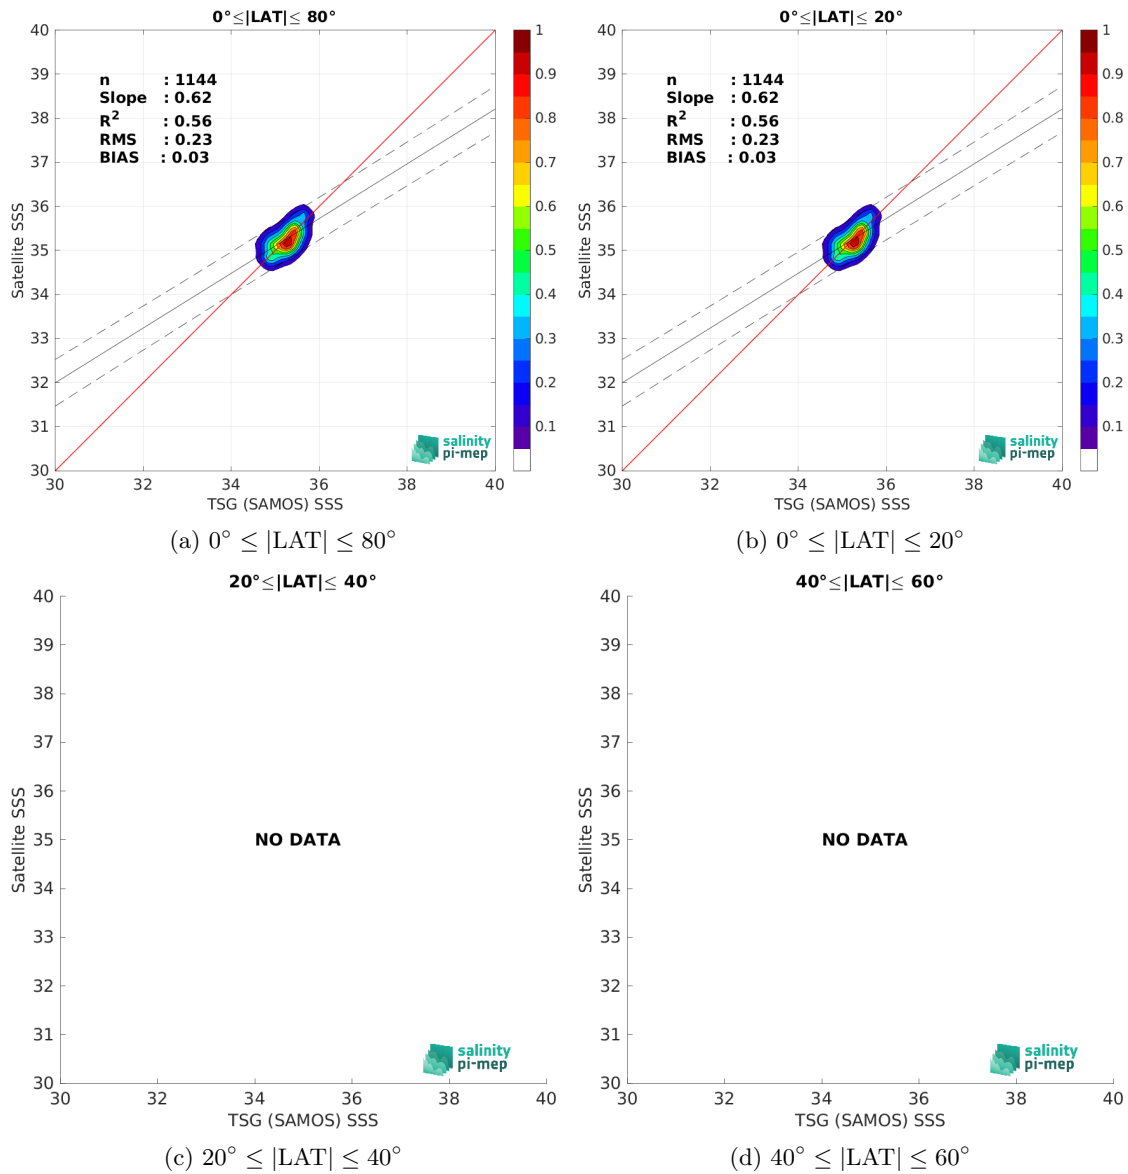 0°≤|LAT|≤ 80°
40
39
38
37
36
35
34
33
32
31
30
Satellite SSS
n : 1144
Slope : 0.62
R² : 0.56
RMS : 0.23
BIAS : 0.03
salinity
pi-mep
30 32 34 36 38 40
TSG (SAMOS) SSS
1
0.9
0.8
0.7
0.6
0.5
0.4
0.3
0.2
0.1
(a) 0° ≤ |LAT| ≤ 80°
0°≤|LAT|≤ 20°
40
39
38
37
36
35
34
33
32
31
30
Satellite SSS
n : 1144
Slope : 0.62
R² : 0.56
RMS : 0.23
BIAS : 0.03
salinity
pi-mep
30 32 34 36 38 40
TSG (SAMOS) SSS
1
0.9
0.8
0.7
0.6
0.5
0.4
0.3
0.2
0.1
(b) 0° ≤ |LAT| ≤ 20°
20°≤|LAT|≤ 40°
40
39
38
37
36
35
34
33
32
31
30
Satellite SSS
NO DATA
salinity
pi-mep
30 32 34 36 38 40
TSG (SAMOS) SSS
(c) 20° ≤ |LAT| ≤ 40°
40°≤|LAT|≤ 60°
40
39
38
37
36
35
34
33
32
31
30
Satellite SSS
NO DATA
salinity
pi-mep
30 32 34 36 38 40
TSG (SAMOS) SSS
(d) 40° ≤ |LAT| ≤ 60°